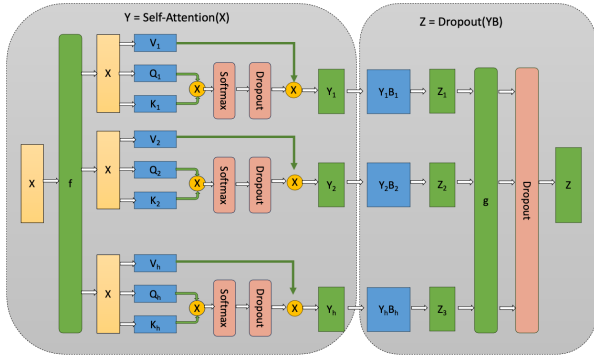 Y = Self-Attention(X)
Z = Dropout(YB)
X
f
X
V1
Q1
K1
X
Softmax
Dropout
X
Y1
Y1B1
Z1
X
V2
Q2
K2
X
Softmax
Dropout
X
Y2
Y2B2
Z2
X
Vh
Qh
Kh
X
Softmax
Dropout
X
Yh
YhBh
Z3
g
Dropout
Z